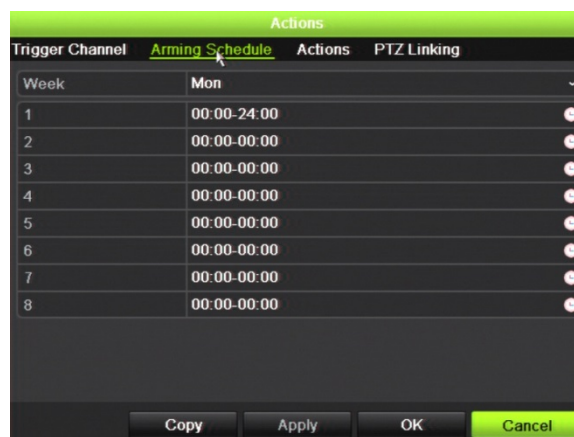 Actions
Trigger Channel Arming Schedule Actions PTZ Linking
Week Mon
1 00:00-24:00
2 00:00-00:00
3 00:00-00:00
4 00:00-00:00
5 00:00-00:00
6 00:00-00:00
7 00:00-00:00
8 00:00-00:00
Copy Apply OK Cancel